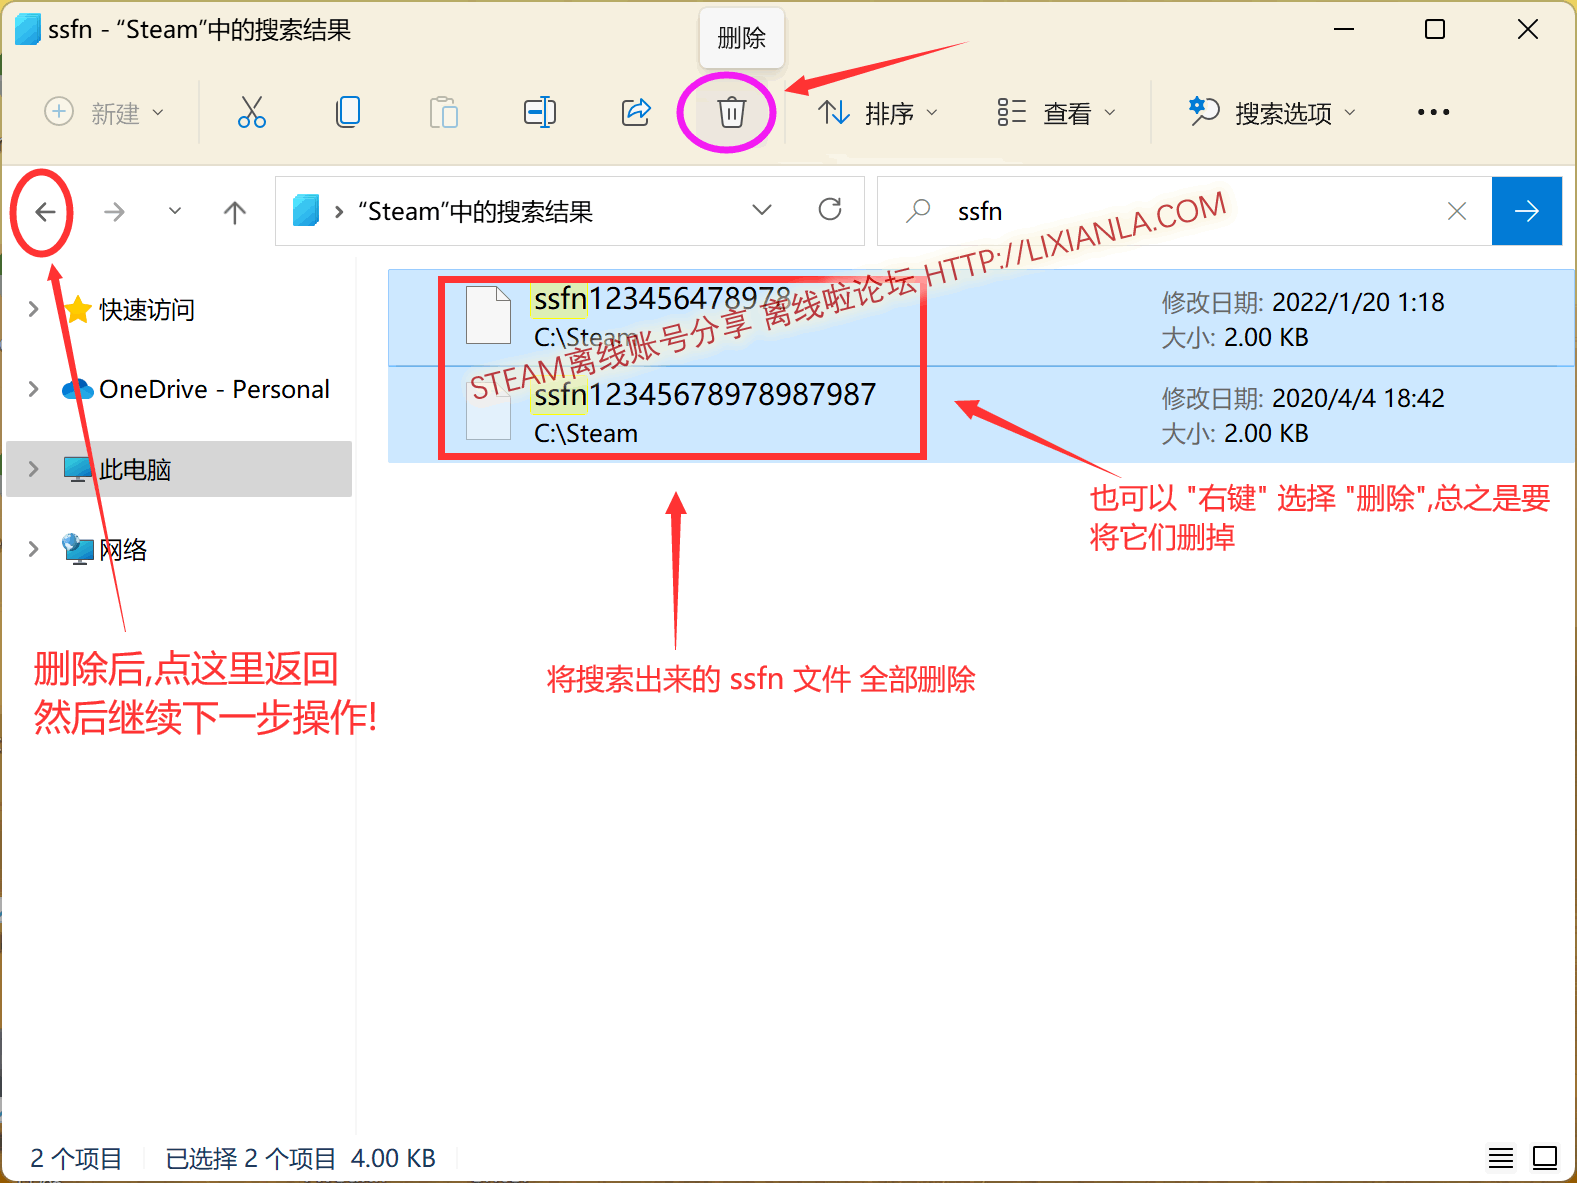 ssfn - “Steam”中的搜索结果
删除
新建
排序
查看
搜索选项
“Steam”中的搜索结果
ssfn
STEAM离线账号分享 离线啦论坛 HTTP://LIXIANLA.COM
快速访问
OneDrive - Personal
此电脑
网络
ssfn123456478978
C:\Steam
修改日期: 2022/1/20 1:18
大小: 2.00 KB
ssfn12345678978987987
C:\Steam
修改日期: 2020/4/4 18:42
大小: 2.00 KB
也可以 "右键" 选择 "删除",总之是要
将它们删掉
将搜索出来的 ssfn 文件 全部删除
删除后,点这里返回
然后继续下一步操作!
2 个项目
已选择 2 个项目 4.00 KB